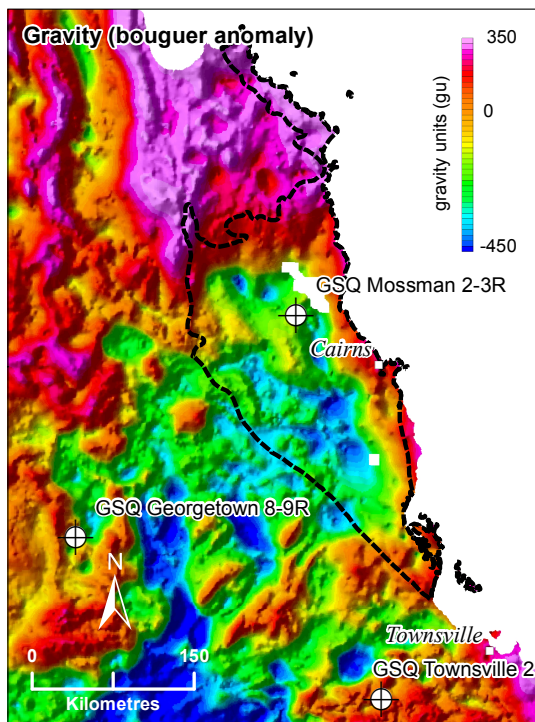 Gravity (bouguer anomaly)
350
0
-450
gravity units (gu)
GSQ Mossman 2-3R
Cairns
GSQ Georgetown 8-9R
N
Townsville
0
150
GSQ Townsville 2-
Kilometres